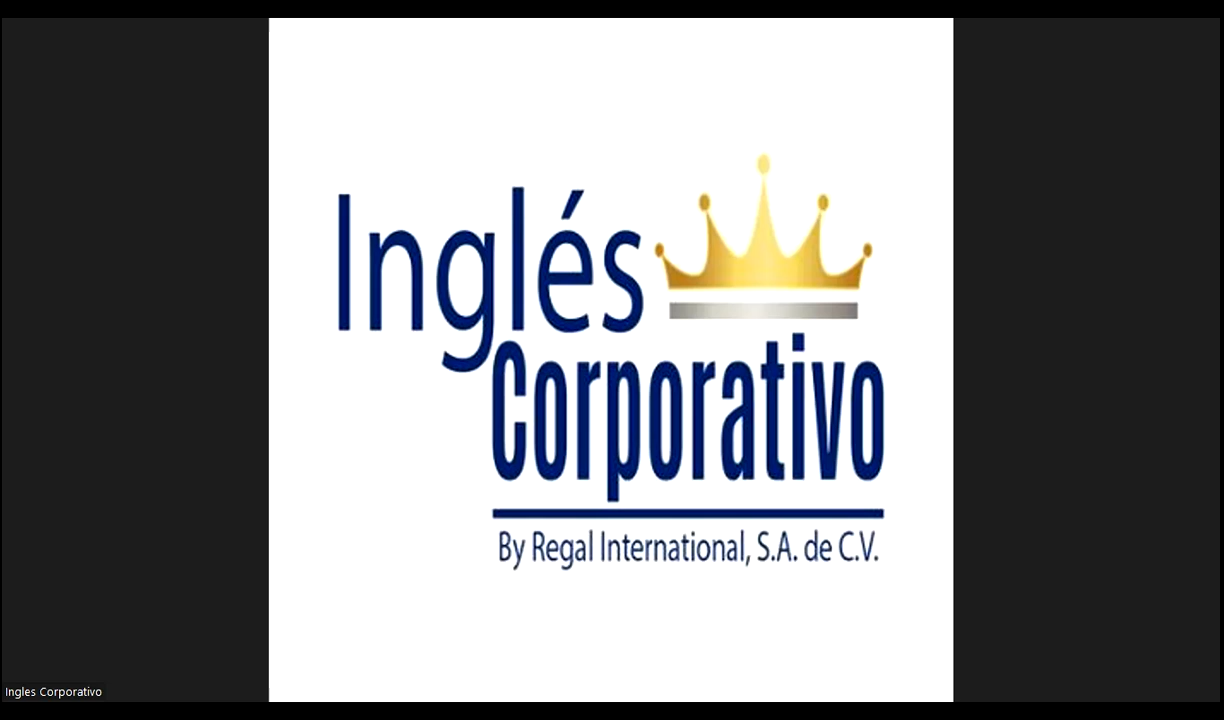 Inglés
Corporativo
By Regal International, S.A. de C.V.
Ingles Corporativo